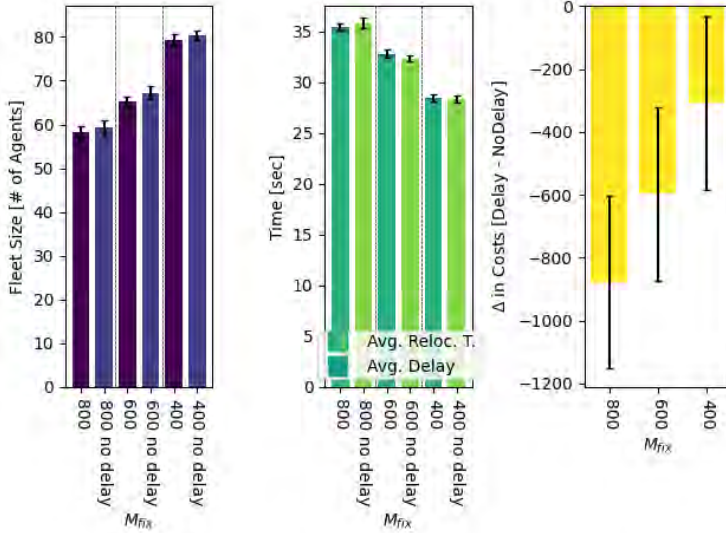 Fleet Size [# of Agents]
80
70
60
50
40
30
20
10
0
800
800 no delay
600
600 no delay
400
400 no delay
M_fix
Time [sec]
35
30
25
20
15
10
5
0
Avg. Reloc. T.
Avg. Delay
800
800 no delay
600
600 no delay
400
400 no delay
M_fix
Δ in Costs [Delay - NoDelay]
0
−200
−400
−600
−800
−1000
−1200
800
600
400
M_fix